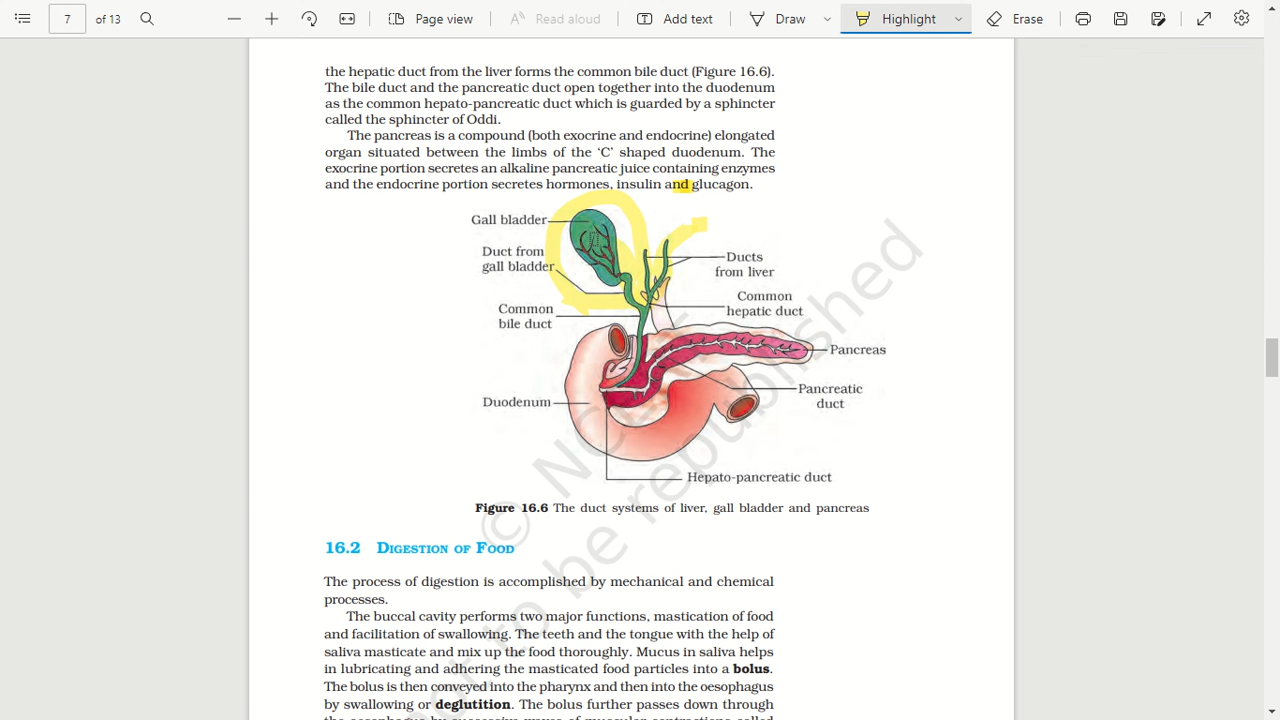 7 of 13 Page view Read aloud Add text Draw Highlight Erase
the hepatic duct from the liver forms the common bile duct (Figure 16.6).
The bile duct and the pancreatic duct open together into the duodenum
as the common hepato-pancreatic duct which is guarded by a sphincter
called the sphincter of Oddi.
The pancreas is a compound (both exocrine and endocrine) elongated
organ situated between the limbs of the ‘C’ shaped duodenum. The
exocrine portion secretes an alkaline pancreatic juice containing enzymes
and the endocrine portion secretes hormones, insulin and glucagon.
Gall bladder
Duct from
gall bladder
Ducts
from liver
Common
hepatic duct
Common
bile duct
Pancreas
Pancreatic
duct
Duodenum
Hepato-pancreatic duct
Figure 16.6 The duct systems of liver, gall bladder and pancreas
16.2 DIGESTION OF FOOD
The process of digestion is accomplished by mechanical and chemical
processes.
The buccal cavity performs two major functions, mastication of food
and facilitation of swallowing. The teeth and the tongue with the help of
saliva masticate and mix up the food thoroughly. Mucus in saliva helps
in lubricating and adhering the masticated food particles into a bolus.
The bolus is then conveyed into the pharynx and then into the oesophagus
by swallowing or deglutition. The bolus further passes down through
the oesophagus by successive waves of muscular contractions called
© NCERT
not to be republished